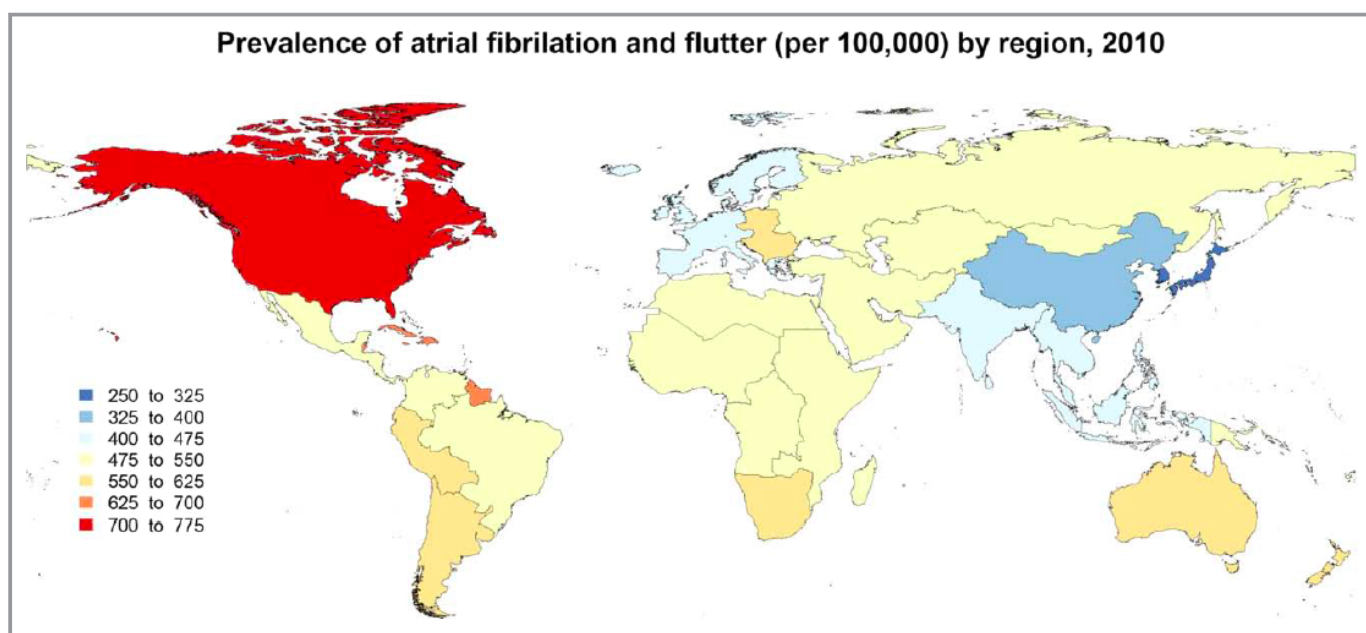 Prevalence of atrial fibrilation and flutter (per 100,000) by region, 2010
250 to 325
325 to 400
400 to 475
475 to 550
550 to 625
625 to 700
700 to 775